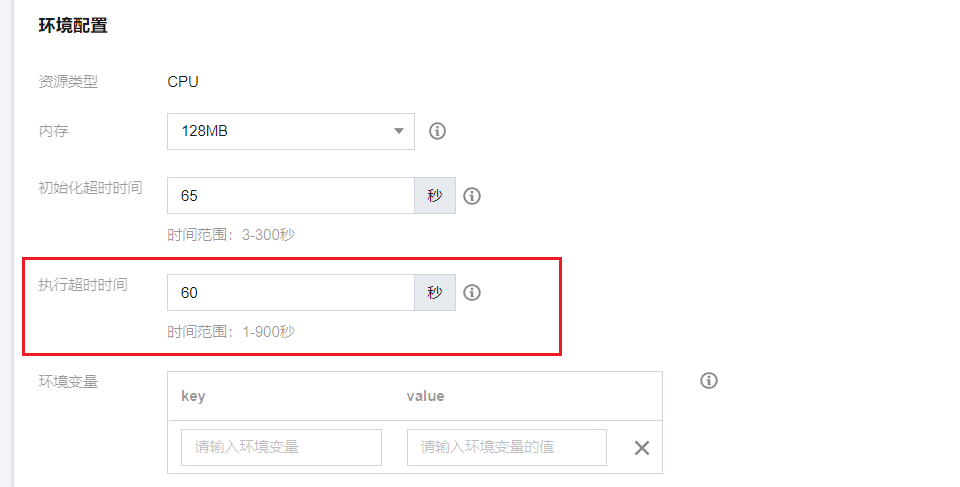 环境配置
资源类型 CPU
内存 128MB
初始化超时时间 65 秒
时间范围：3-300秒
执行超时时间 60 秒
时间范围：1-900秒
环境变量 key value
请输入环境变量 请输入环境变量的值